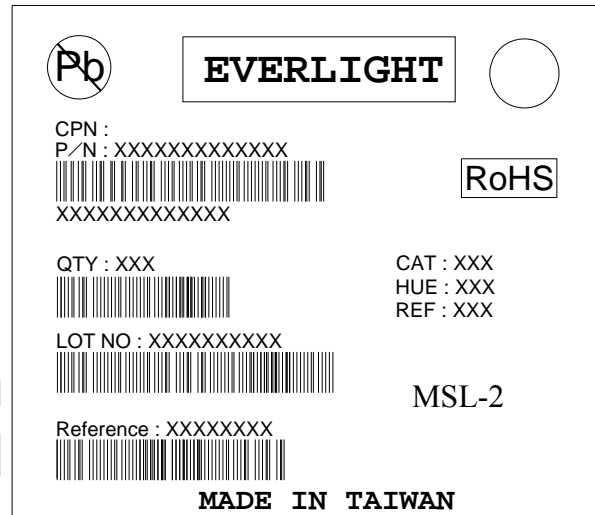 Pb
EVERLIGHT
CPN :
P/N : XXXXXXXXXXXXX
RoHS
XXXXXXXXXXXXX
QTY : XXX
CAT : XXX
HUE : XXX
REF : XXX
LOT NO : XXXXXXXXXX
MSL-2
Reference : XXXXXXXX
MADE IN TAIWAN